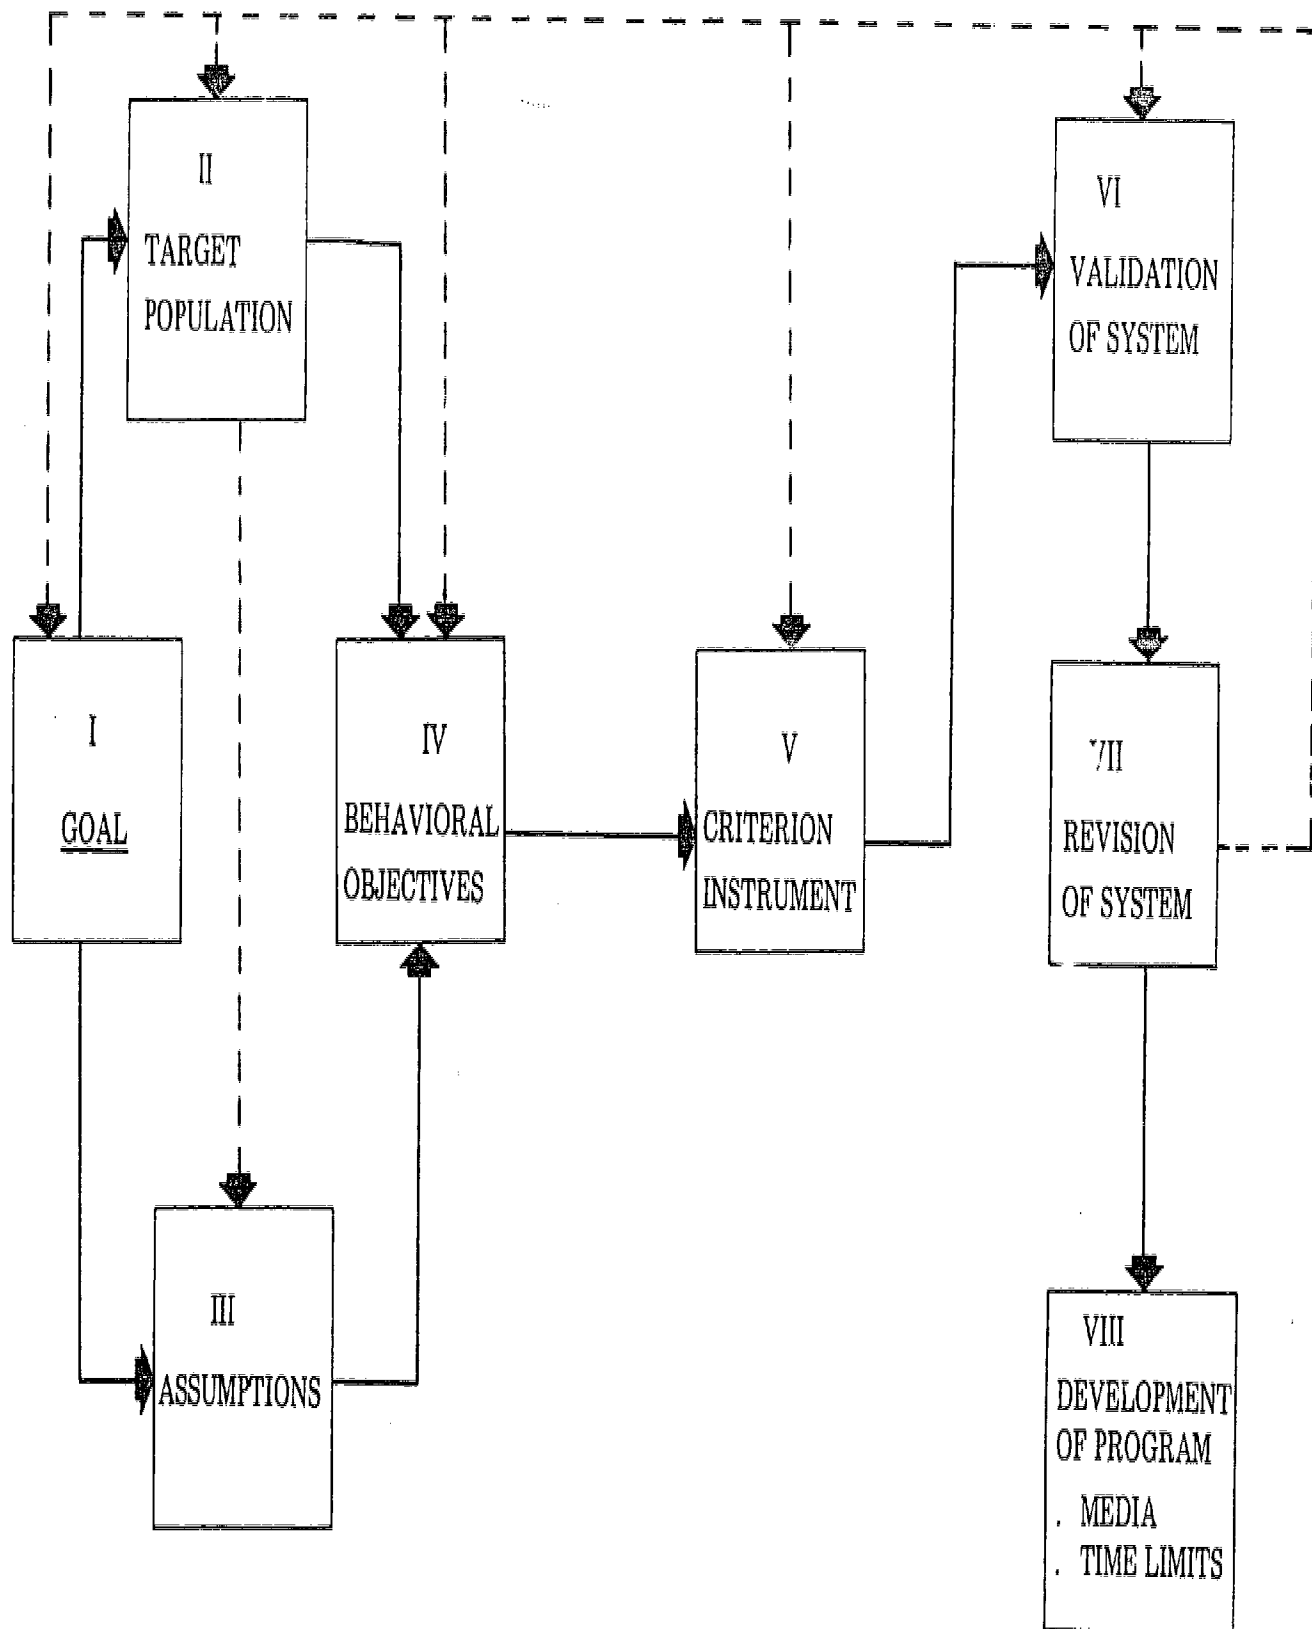 I
GOAL
II
TARGET
POPULATION
III
ASSUMPTIONS
IV
BEHAVIORAL
OBJECTIVES
V
CRITERION
INSTRUMENT
VI
VALIDATION
OF SYSTEM
VII
REVISION
OF SYSTEM
VIII
DEVELOPMENT
OF PROGRAM
. MEDIA
. TIME LIMITS